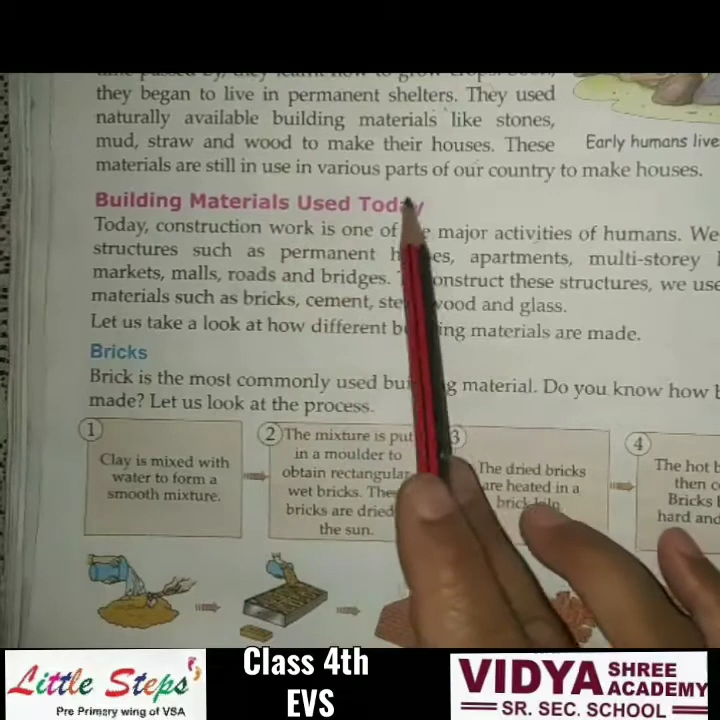 they began to live in permanent shelters. They used
naturally available building materials like stones,
mud, straw and wood to make their houses. These
materials are still in use in various parts of our country to make houses.
Early humans live
Building Materials Used Today
Today, construction work is one of major activities of humans. We
structures such as permanent apartments, multi-storey
markets, malls, roads and bridges. construct these structures, we use
materials such as bricks, cement, wood and glass.
Let us take a look at how different materials are made.
Bricks
Brick is the most commonly used material. Do you know how
made? Let us look at the process.
1
Clay is mixed with
water to form a
smooth mixture.
2
The mixture is put
in a moulder to
obtain rectangular
wet bricks.
bricks are dried
the sun.
3
The dried bricks
are heated in a
brick kiln.
4
The hot
then
Bricks
hard and
Little Steps
Pre Primary wing of VSA
Class 4th
EVS
VIDYA SHREE ACADEMY
SR. SEC. SCHOOL